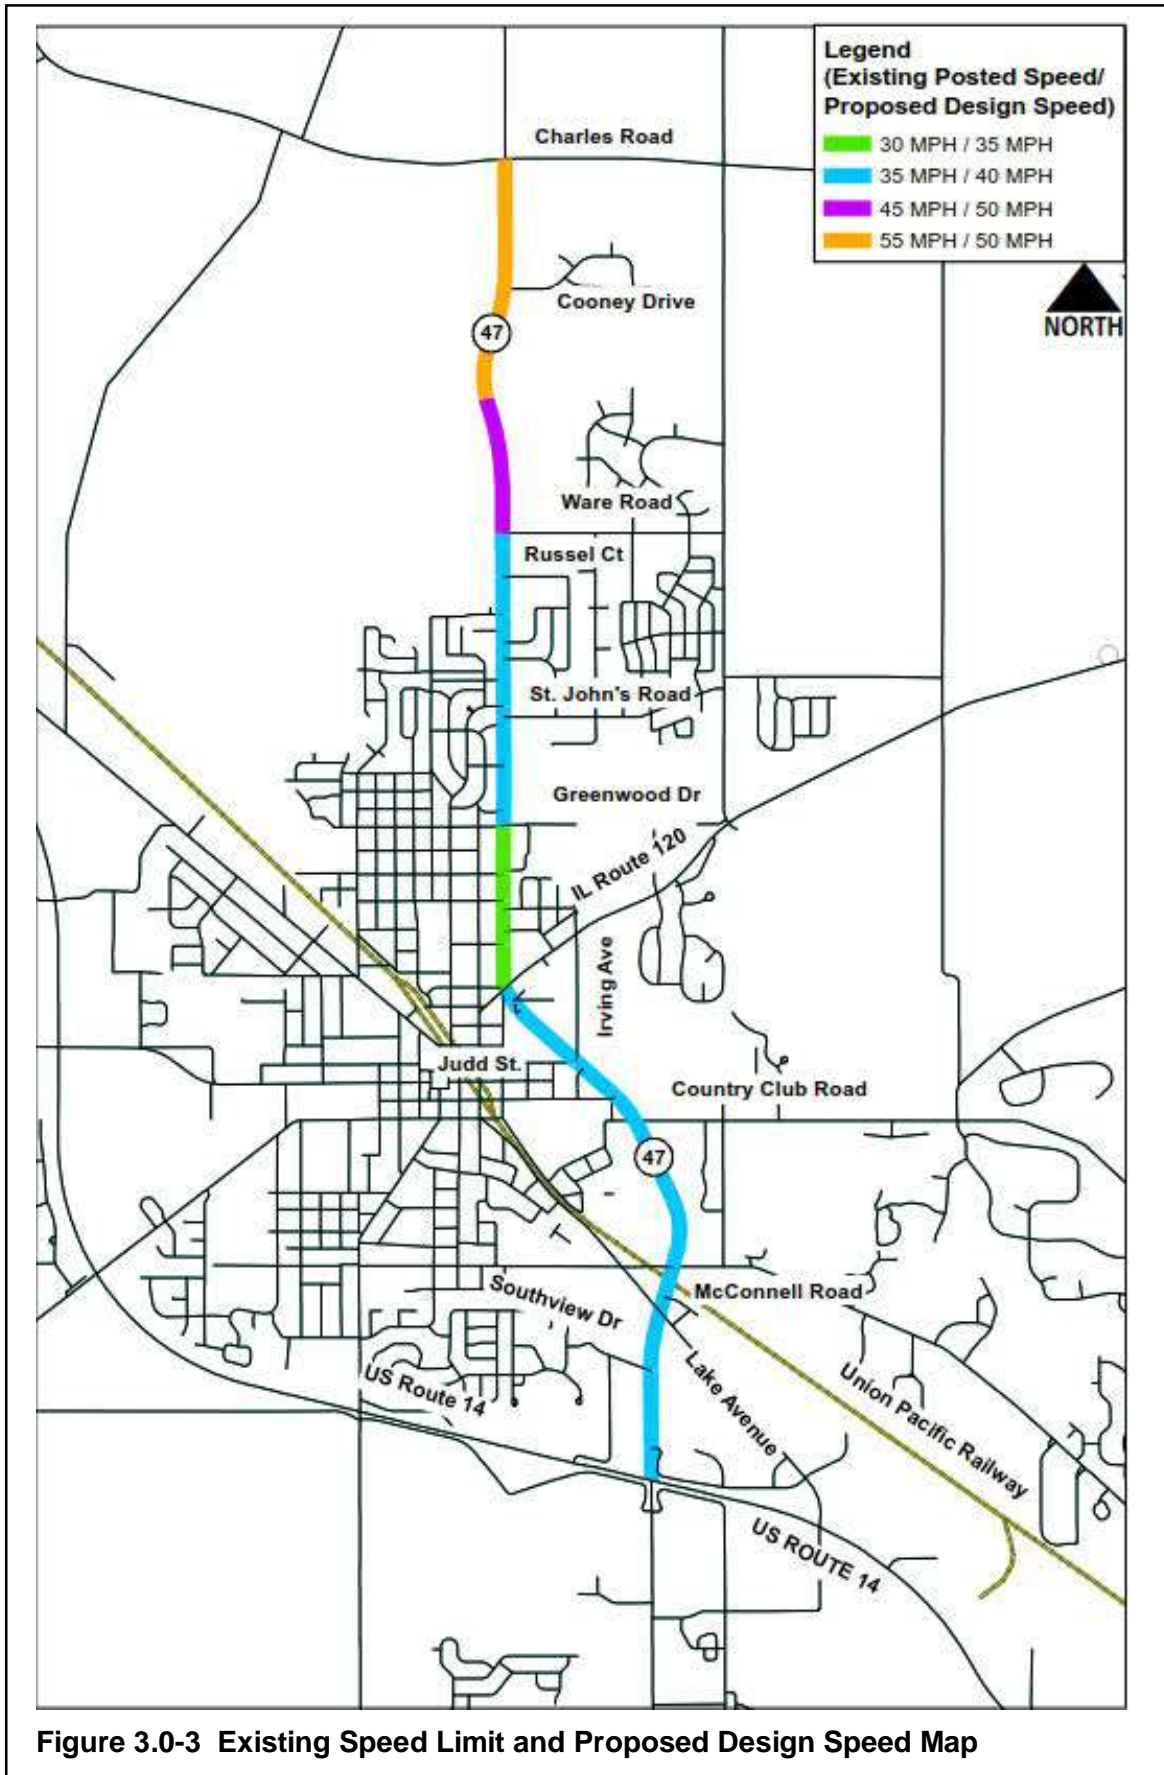 Legend
(Existing Posted Speed/
Proposed Design Speed)
30 MPH / 35 MPH
35 MPH / 40 MPH
45 MPH / 50 MPH
55 MPH / 50 MPH
Charles Road
Cooney Drive
NORTH
47
Ware Road
Russel Ct
St. John's Road
Greenwood Dr
IL Route 120
Irving Ave
Judd St.
Country Club Road
47
McConnell Road
Southview Dr
US Route 14
Lake Avenue
Union Pacific Railway
US ROUTE 14
Figure 3.0-3 Existing Speed Limit and Proposed Design Speed Map